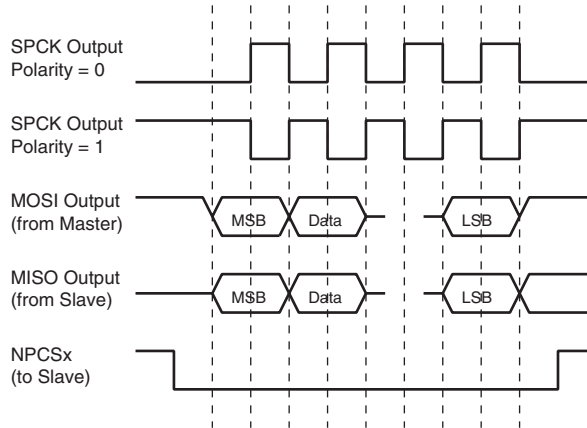 SPCK Output
Polarity = 0
SPCK Output
Polarity = 1
MOSI Output
(from Master)
MSB Data LSB
MISO Output
(from Slave)
MSB Data LSB
NPCSx
(to Slave)